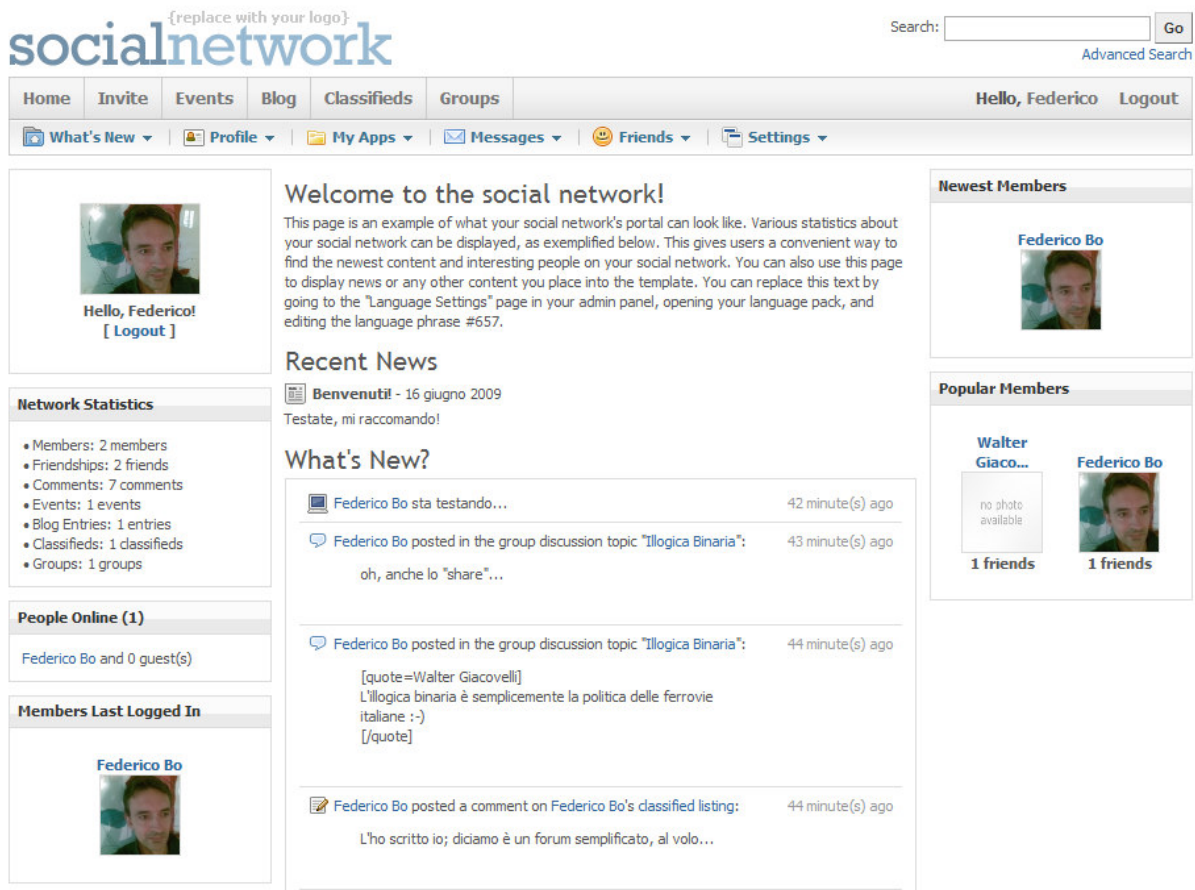 {replace with your logo}
socialnetwork
Search:
Go
Advanced Search
Home Invite Events Blog Classifieds Groups
Hello, Federico Logout
What's New Profile My Apps Messages Friends Settings
Hello, Federico!
[ Logout ]
Network Statistics
• Members: 2 members
• Friendships: 2 friends
• Comments: 7 comments
• Events: 1 events
• Blog Entries: 1 entries
• Classifieds: 1 classifieds
• Groups: 1 groups
People Online (1)
Federico Bo and 0 guest(s)
Members Last Logged In
Federico Bo
Welcome to the social network!
This page is an example of what your social network's portal can look like. Various statistics about
your social network can be displayed, as exemplified below. This gives users a convenient way to
find the newest content and interesting people on your social network. You can also use this page
to display news or any other content you place into the template. You can replace this text by
going to the "Language Settings" page in your admin panel, opening your language pack, and
editing the language phrase #657.
Recent News
Benvenuti! - 16 giugno 2009
Testate, mi raccomando!
What's New?
Federico Bo sta testando... 42 minute(s) ago
Federico Bo posted in the group discussion topic "Illogica Binaria": 43 minute(s) ago
oh, anche lo "share"...
Federico Bo posted in the group discussion topic "Illogica Binaria": 44 minute(s) ago
[quote=Walter Giacovelli]
L'illogica binaria è semplicemente la politica delle ferrovie
italiane :-)
[/quote]
Federico Bo posted a comment on Federico Bo's classified listing: 44 minute(s) ago
L'ho scritto io; diciamo è un forum semplificato, al volo...
Newest Members
Federico Bo
Popular Members
Walter
Giaco...
no photo
available
1 friends
Federico Bo
1 friends